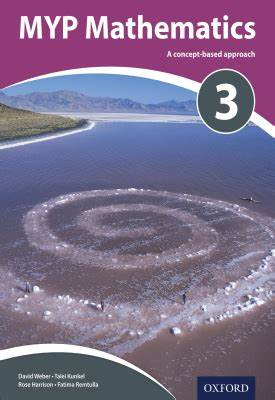 MYP Mathematics
A concept-based approach
3
David Weber • Talei Kunkel
Rose Harrison • Fatima Remtulla
OXFORD